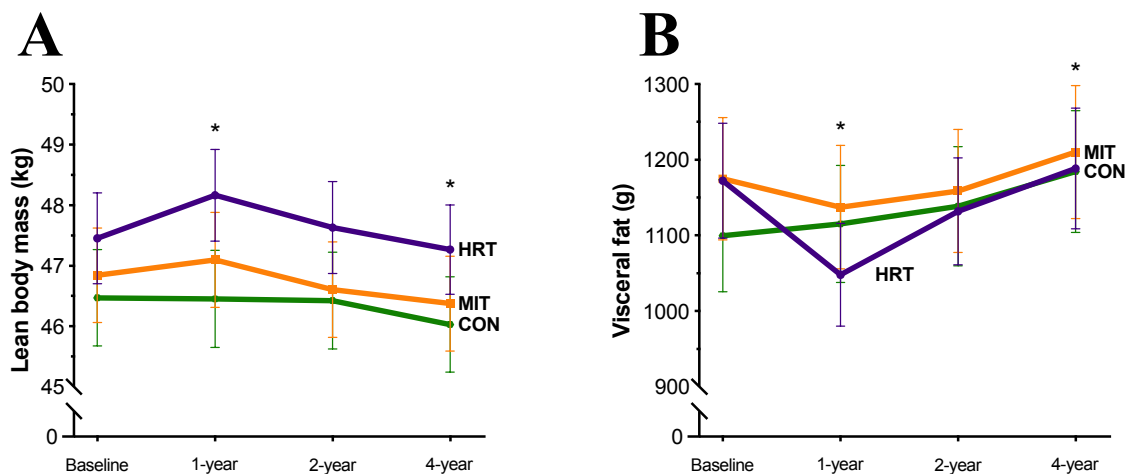 A
Lean body mass (kg)
50
*
49
*
48
HRT
47
MIT
CON
46
45
0
Baseline
1-year
2-year
4-year
B
Visceral fat (g)
1300
*
*
1200
MIT
CON
1100
HRT
1000
900
0
Baseline
1-year
2-year
4-year